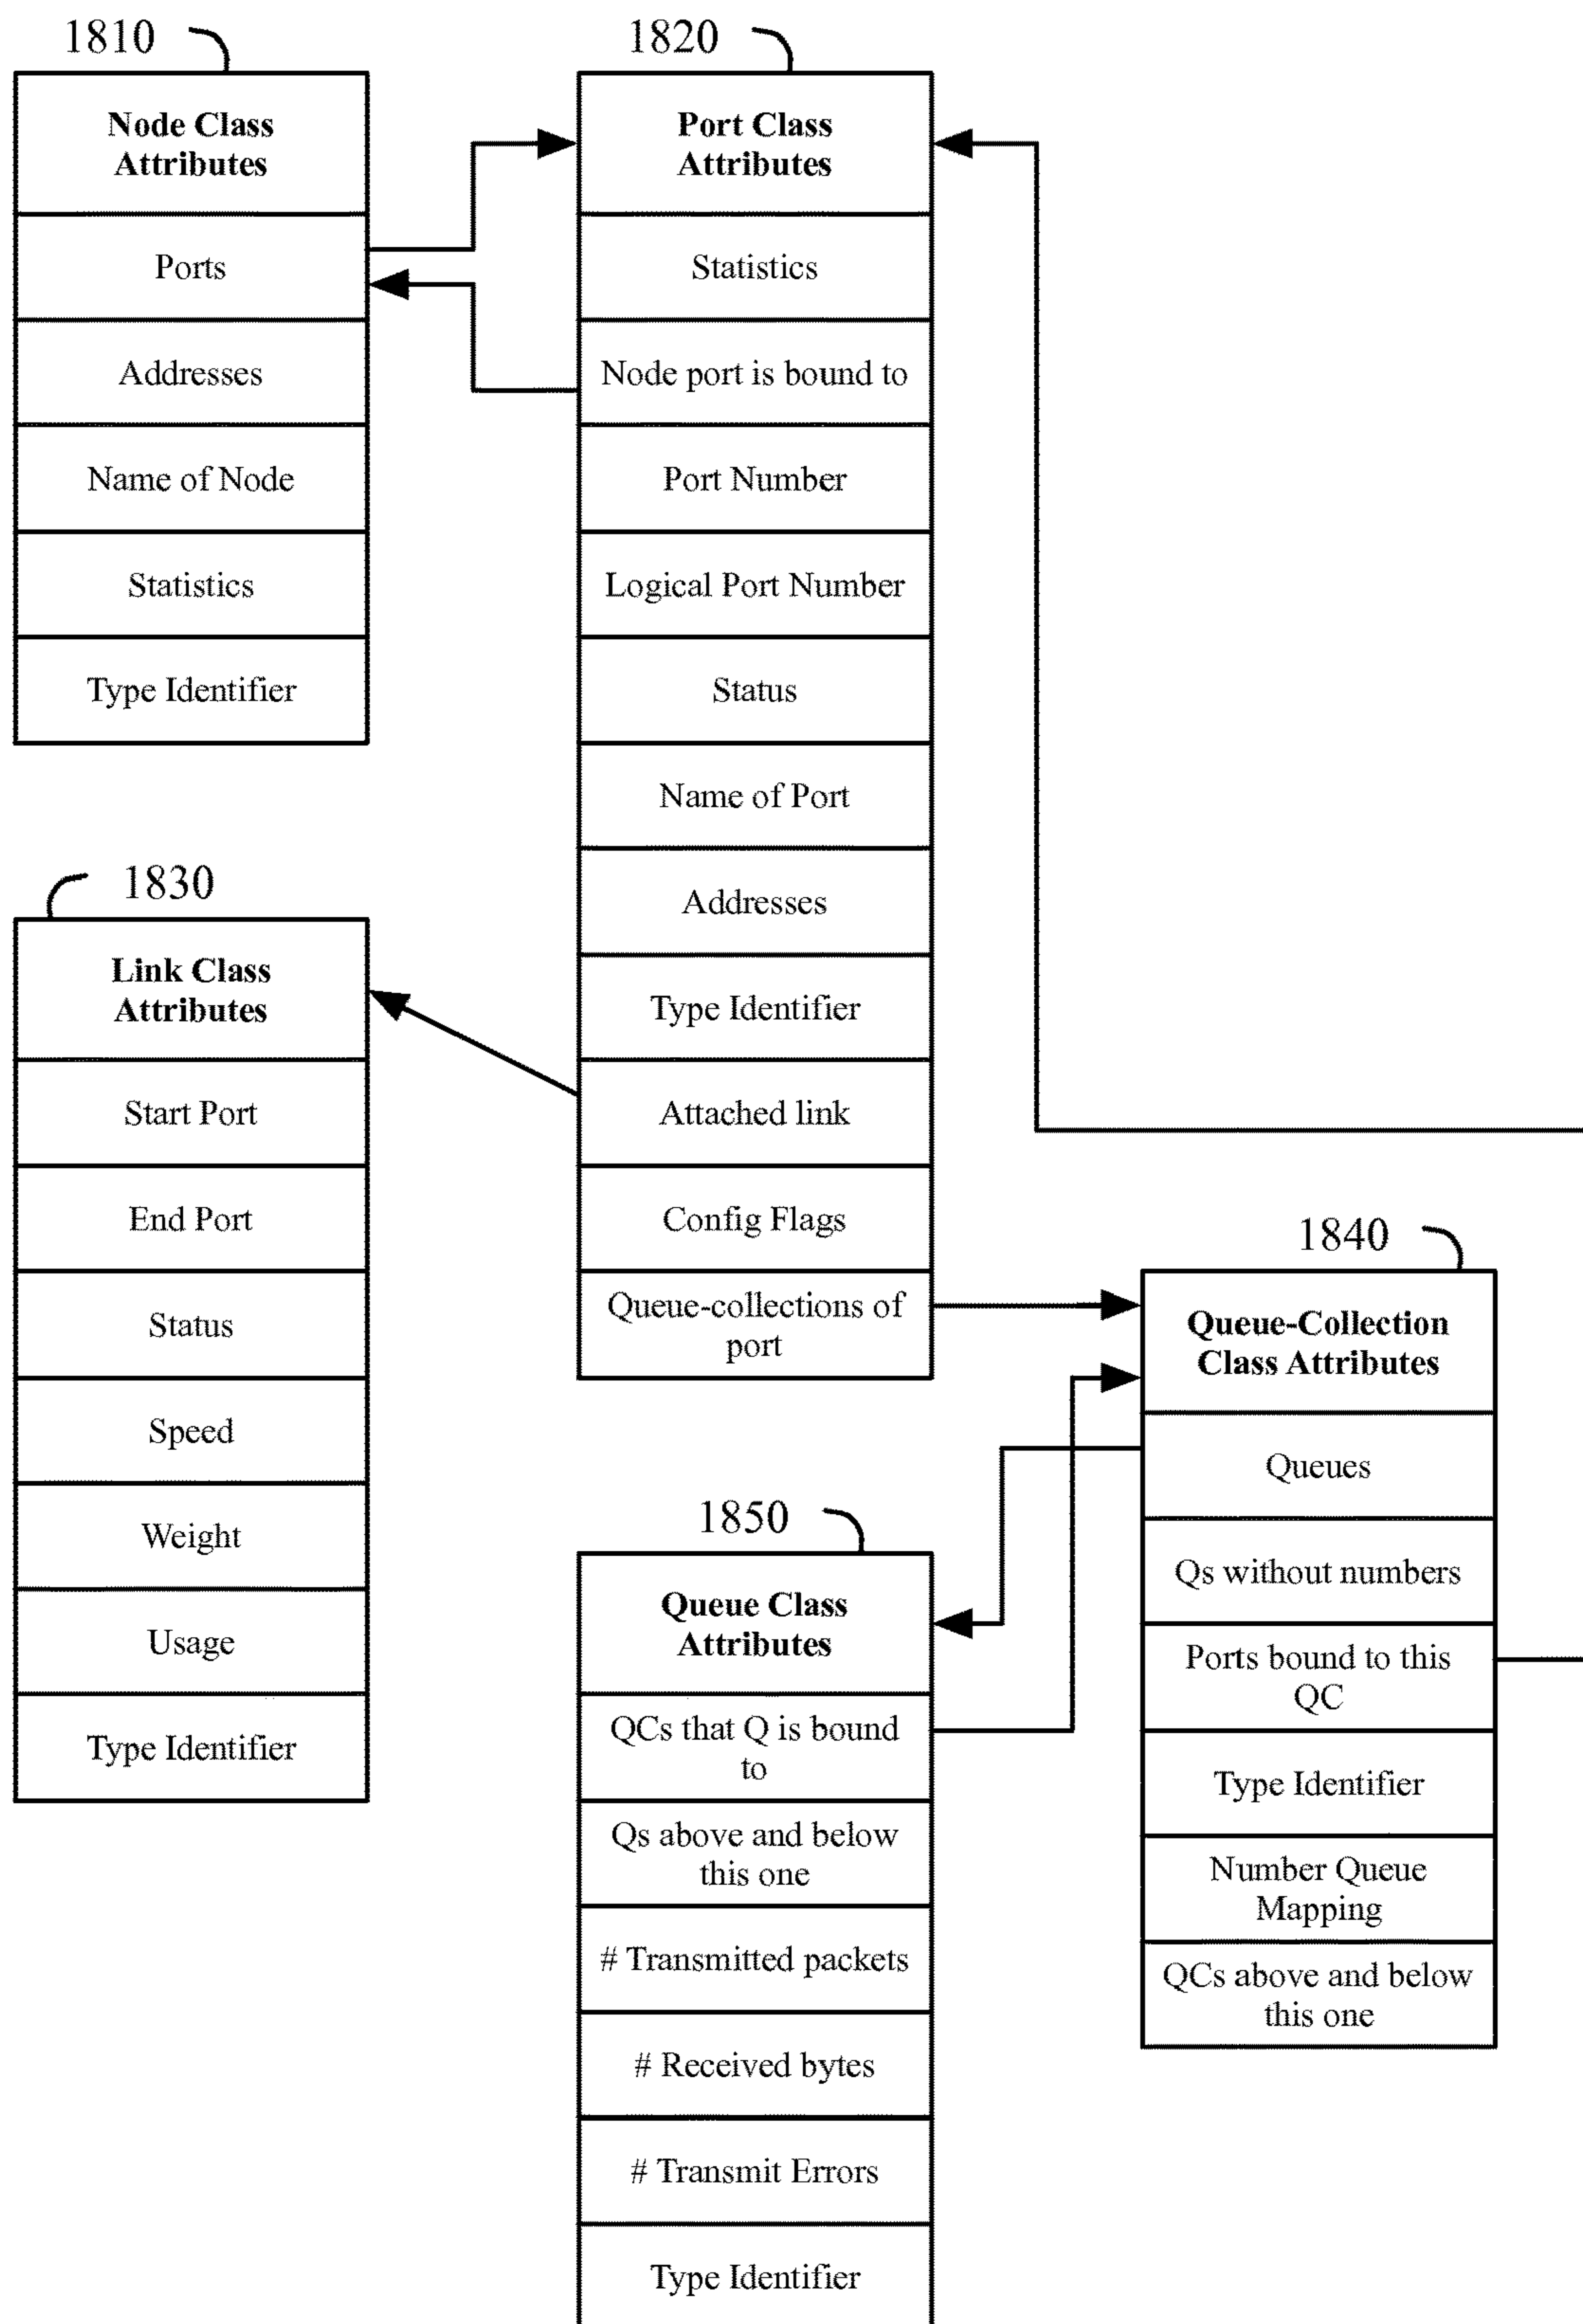 1810
Node Class
Attributes
Ports
Addresses
Name of Node
Statistics
Type Identifier
1820
Port Class
Attributes
Statistics
Node port is bound to
Port Number
Logical Port Number
Status
Name of Port
Addresses
Type Identifier
Attached link
Config Flags
Queue-collections of
port
1830
Link Class
Attributes
Start Port
End Port
Status
Speed
Weight
Usage
Type Identifier
1840
Queue-Collection
Class Attributes
Queues
Qs without numbers
Ports bound to this
QC
Type Identifier
Number Queue
Mapping
QCs above and below
this one
1850
Queue Class
Attributes
QCs that Q is bound
to
Qs above and below
this one
# Transmitted packets
# Received bytes
# Transmit Errors
Type Identifier